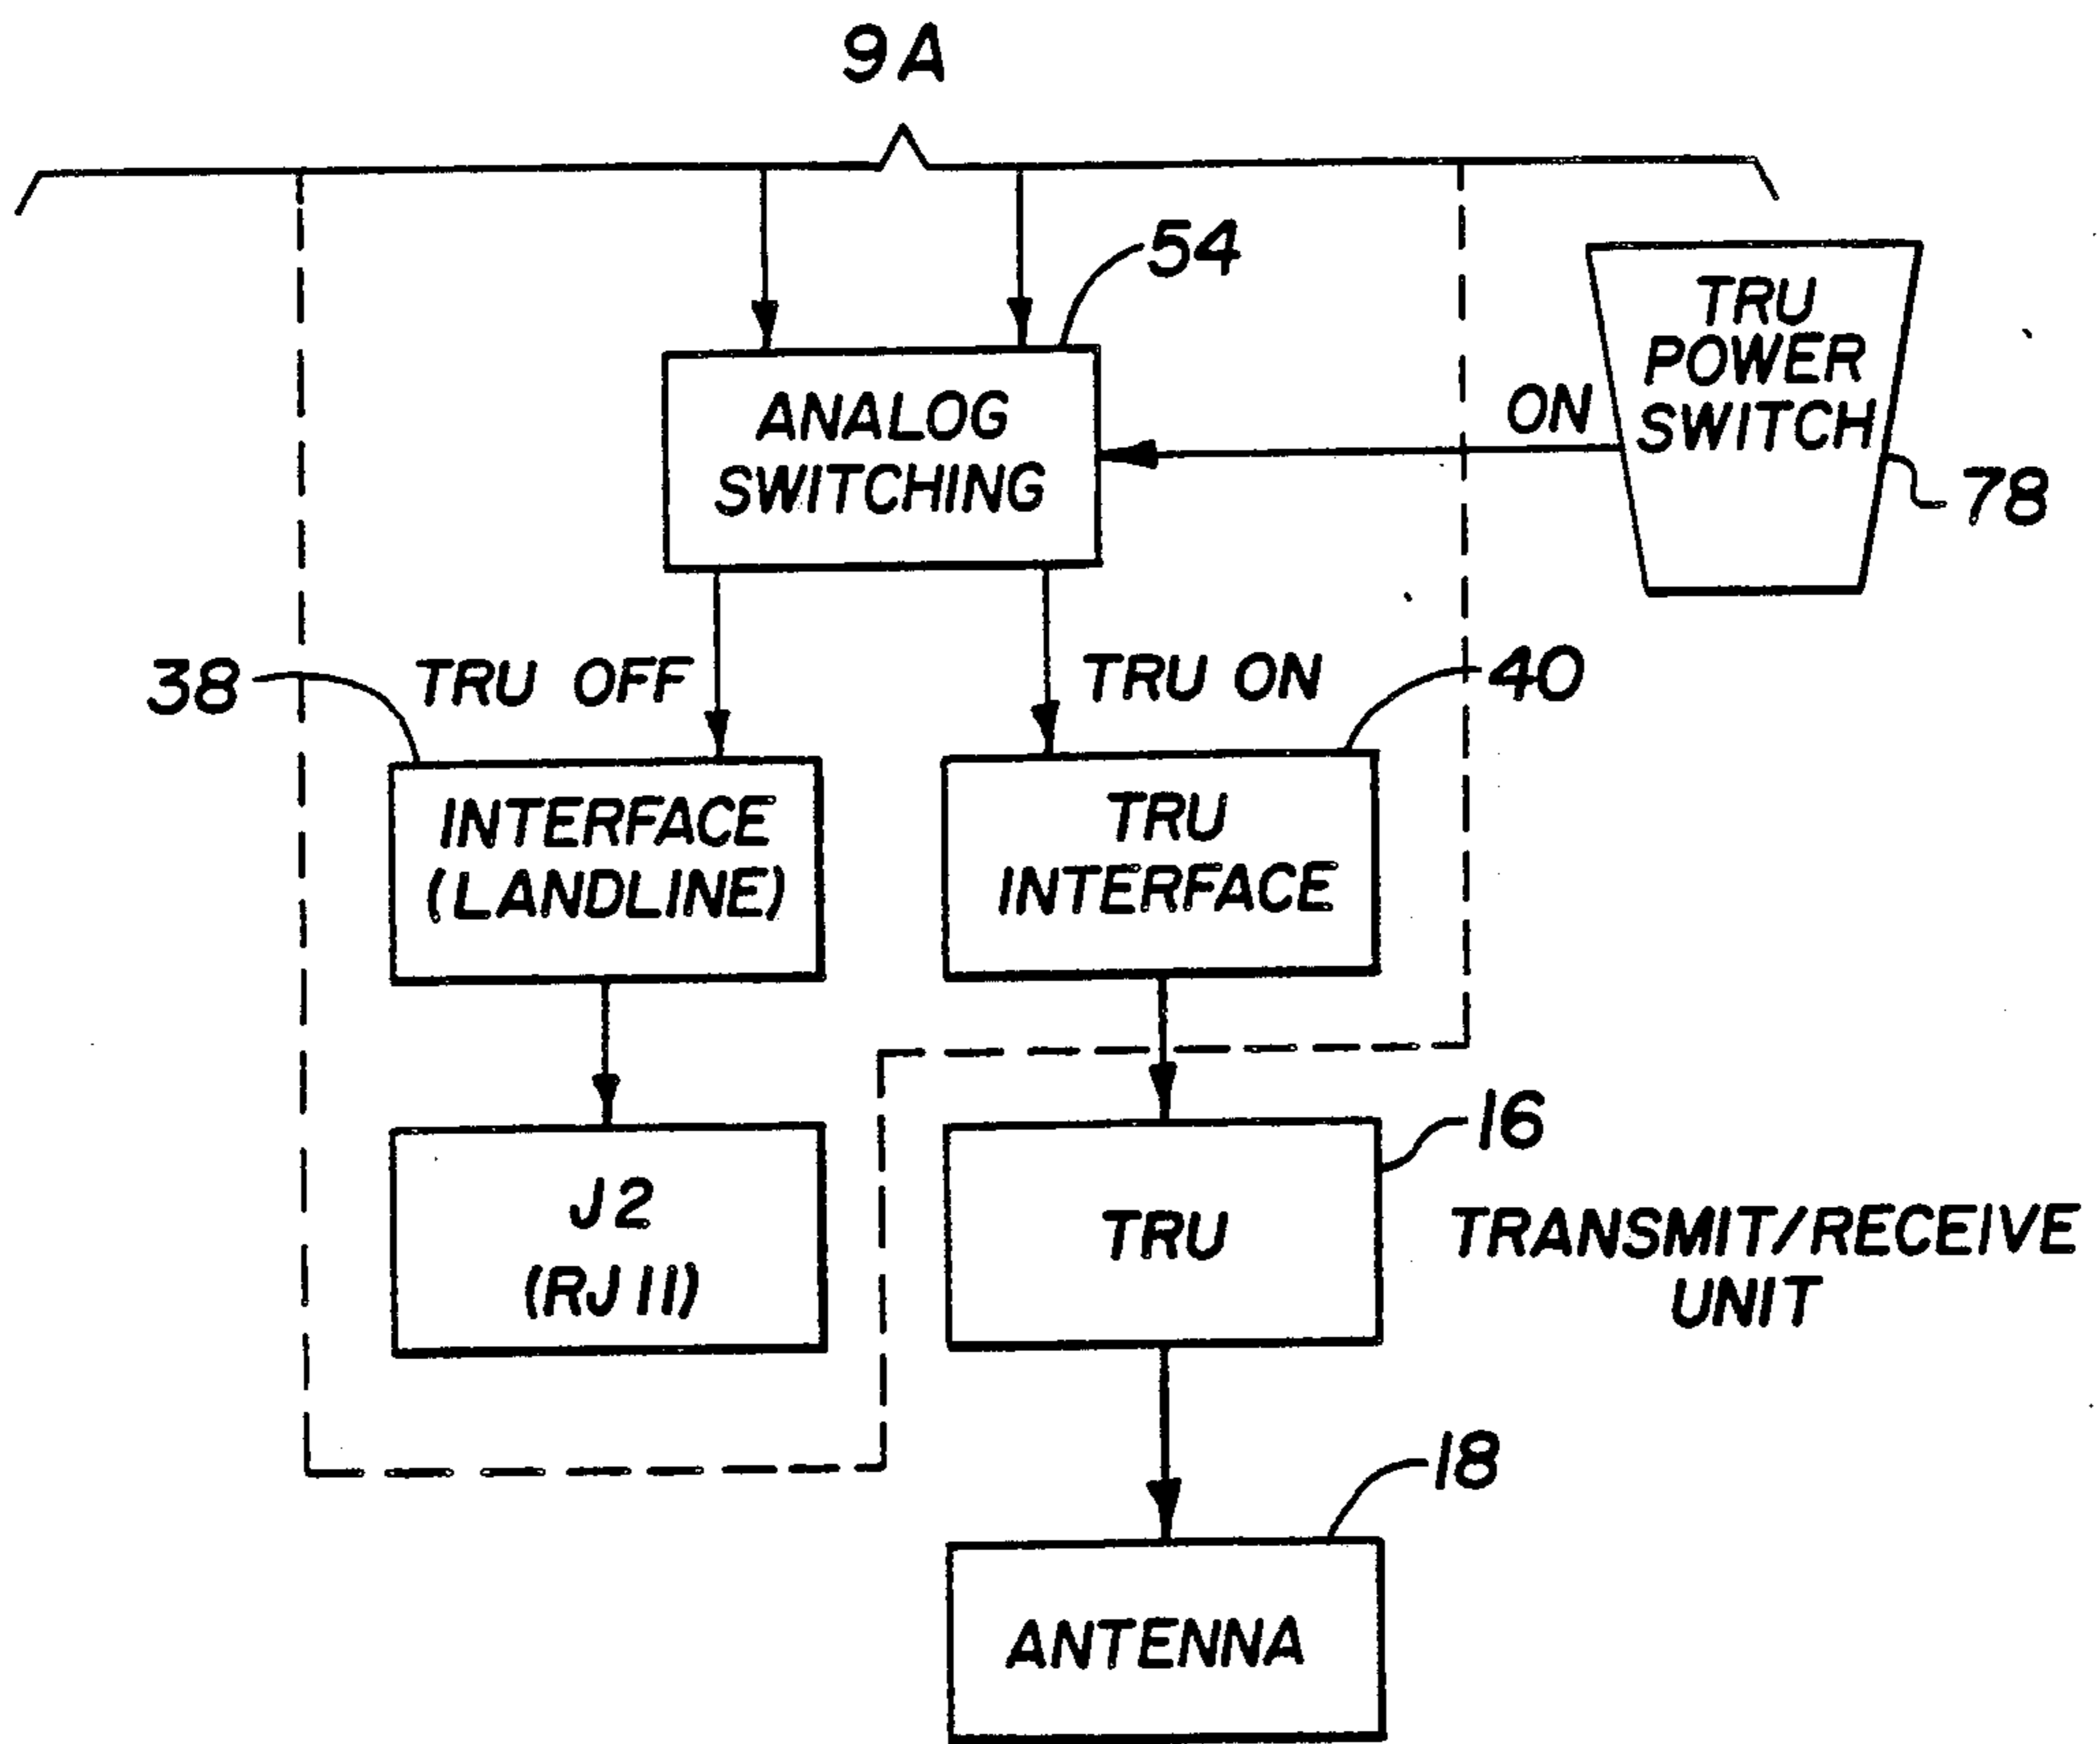 9A
54
TRU
POWER
SWITCH
ON
78
ANALOG
SWITCHING
38
TRU OFF
TRU ON
40
INTERFACE
(LANDLINE)
TRU
INTERFACE
16
J2
(RJ11)
TRU
TRANSMIT/RECEIVE
UNIT
18
ANTENNA